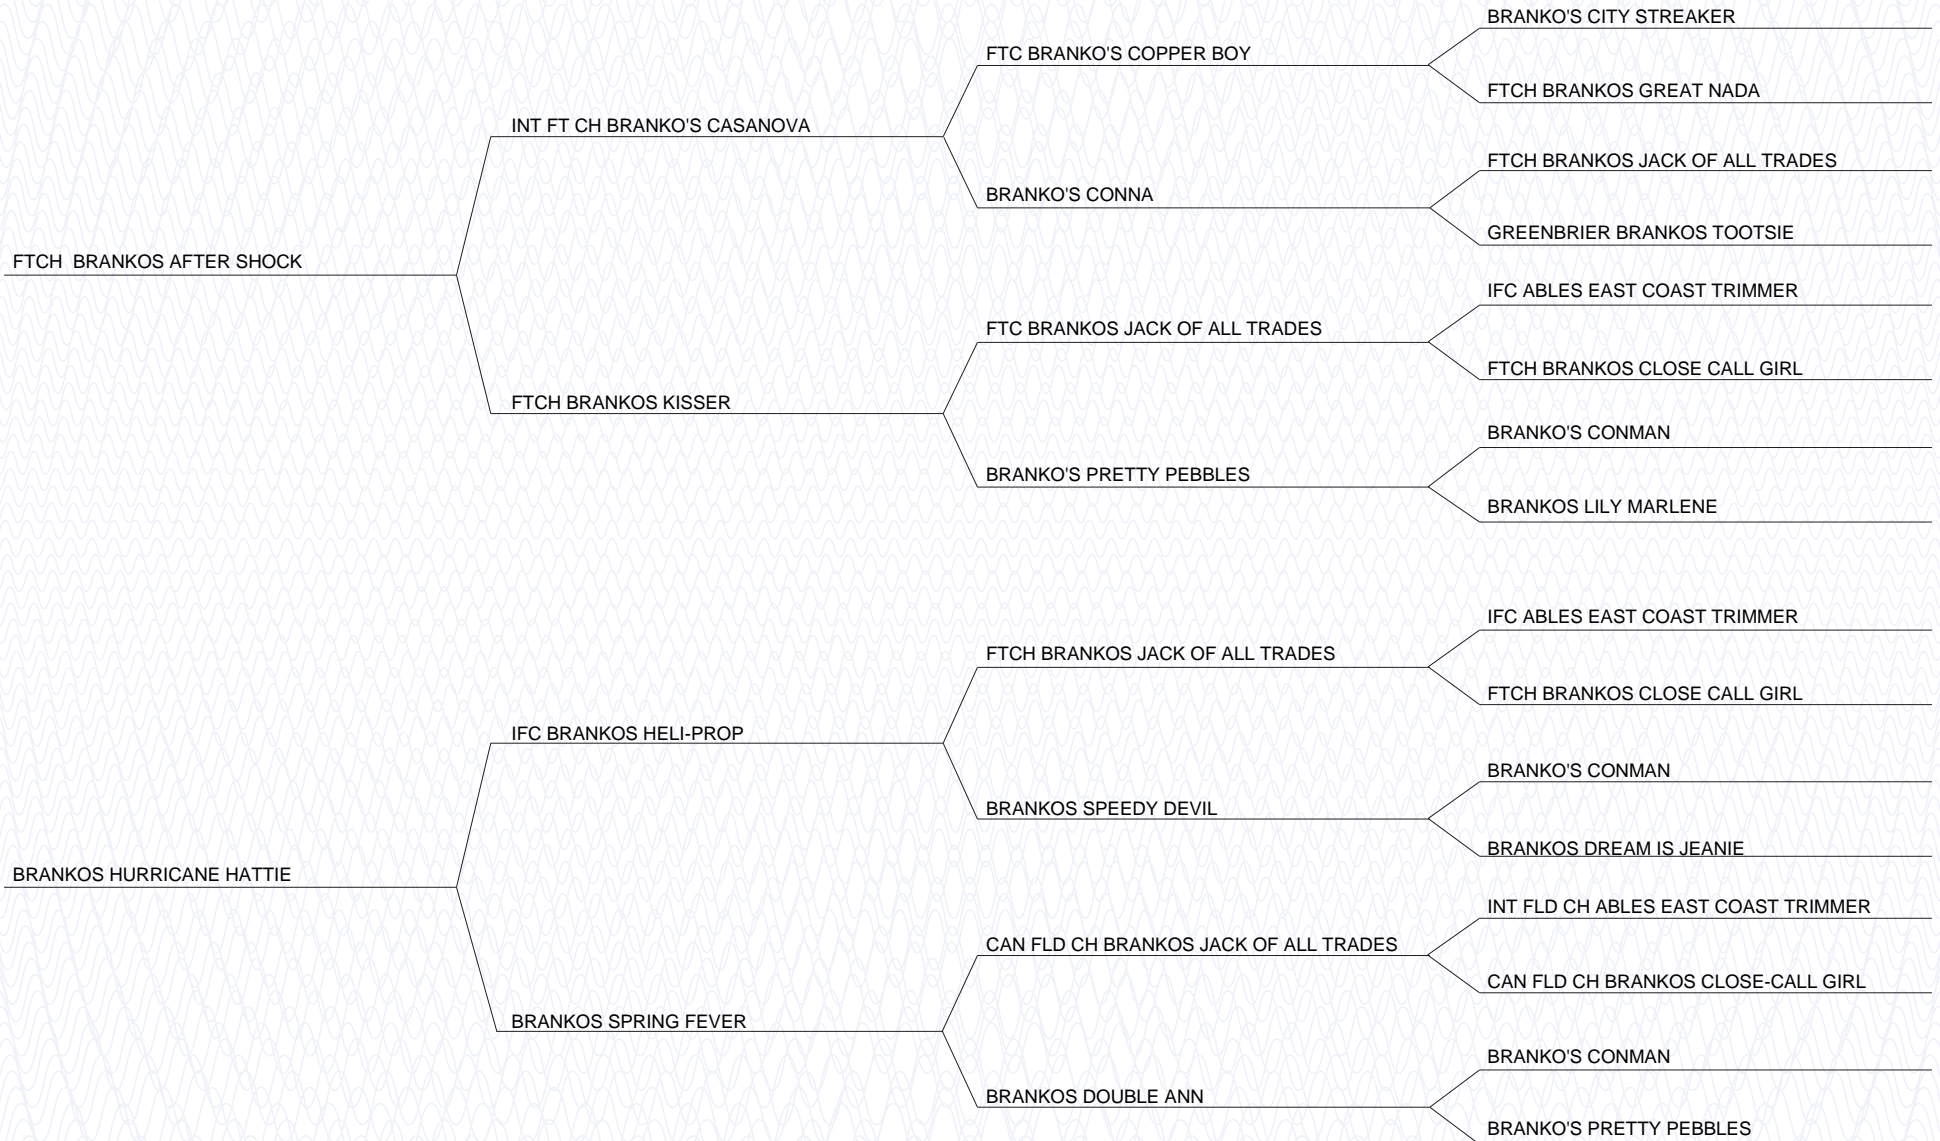 BRANKO'S CITY STREAKER
FTC BRANKO'S COPPER BOY
FTCH BRANKOS GREAT NADA
INT FT CH BRANKO'S CASANOVA
FTCH BRANKOS JACK OF ALL TRADES
BRANKO'S CONNA
GREENBRIER BRANKOS TOOTSIE
FTCH  BRANKOS AFTER SHOCK
IFC ABLES EAST COAST TRIMMER
FTC BRANKOS JACK OF ALL TRADES
FTCH BRANKOS CLOSE CALL GIRL
FTCH BRANKOS KISSER
BRANKO'S CONMAN
BRANKO'S PRETTY PEBBLES
BRANKOS LILY MARLENE
IFC ABLES EAST COAST TRIMMER
FTCH BRANKOS JACK OF ALL TRADES
FTCH BRANKOS CLOSE CALL GIRL
IFC BRANKOS HELI-PROP
BRANKO'S CONMAN
BRANKOS SPEEDY DEVIL
BRANKOS DREAM IS JEANIE
BRANKOS HURRICANE HATTIE
INT FLD CH ABLES EAST COAST TRIMMER
CAN FLD CH BRANKOS JACK OF ALL TRADES
CAN FLD CH BRANKOS CLOSE-CALL GIRL
BRANKOS SPRING FEVER
BRANKO'S CONMAN
BRANKOS DOUBLE ANN
BRANKO'S PRETTY PEBBLES